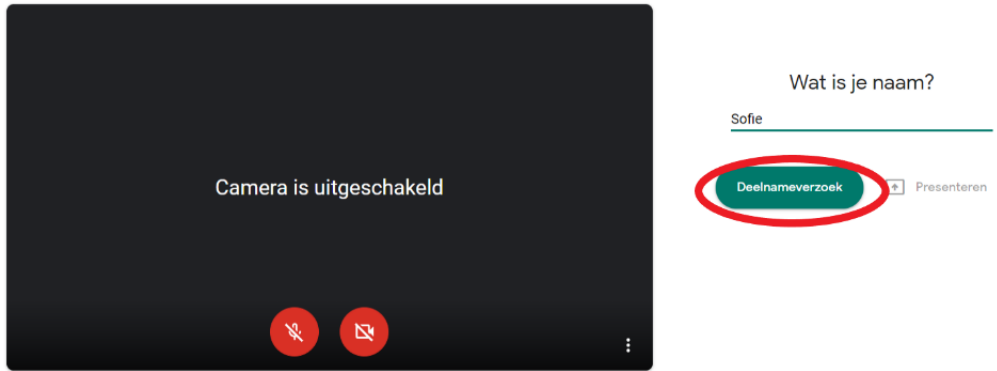 Camera is uitgeschakeld
Wat is je naam?
Sofie
Deelnameverzoek
Presenteren